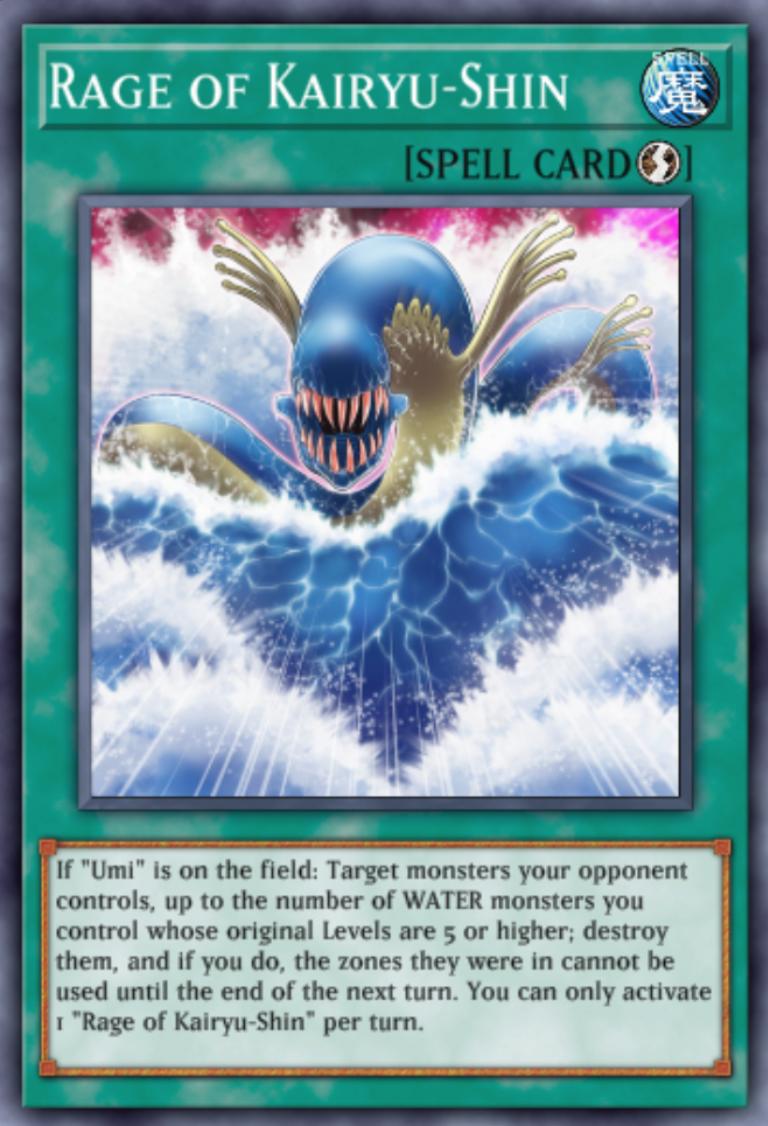 Rage of Kairyu-Shin
SPELL
魔
[SPELL CARD]
If "Umi" is on the field: Target monsters your opponent
controls, up to the number of WATER monsters you
control whose original Levels are 5 or higher; destroy
them, and if you do, the zones they were in cannot be
used until the end of the next turn. You can only activate
1 "Rage of Kairyu-Shin" per turn.